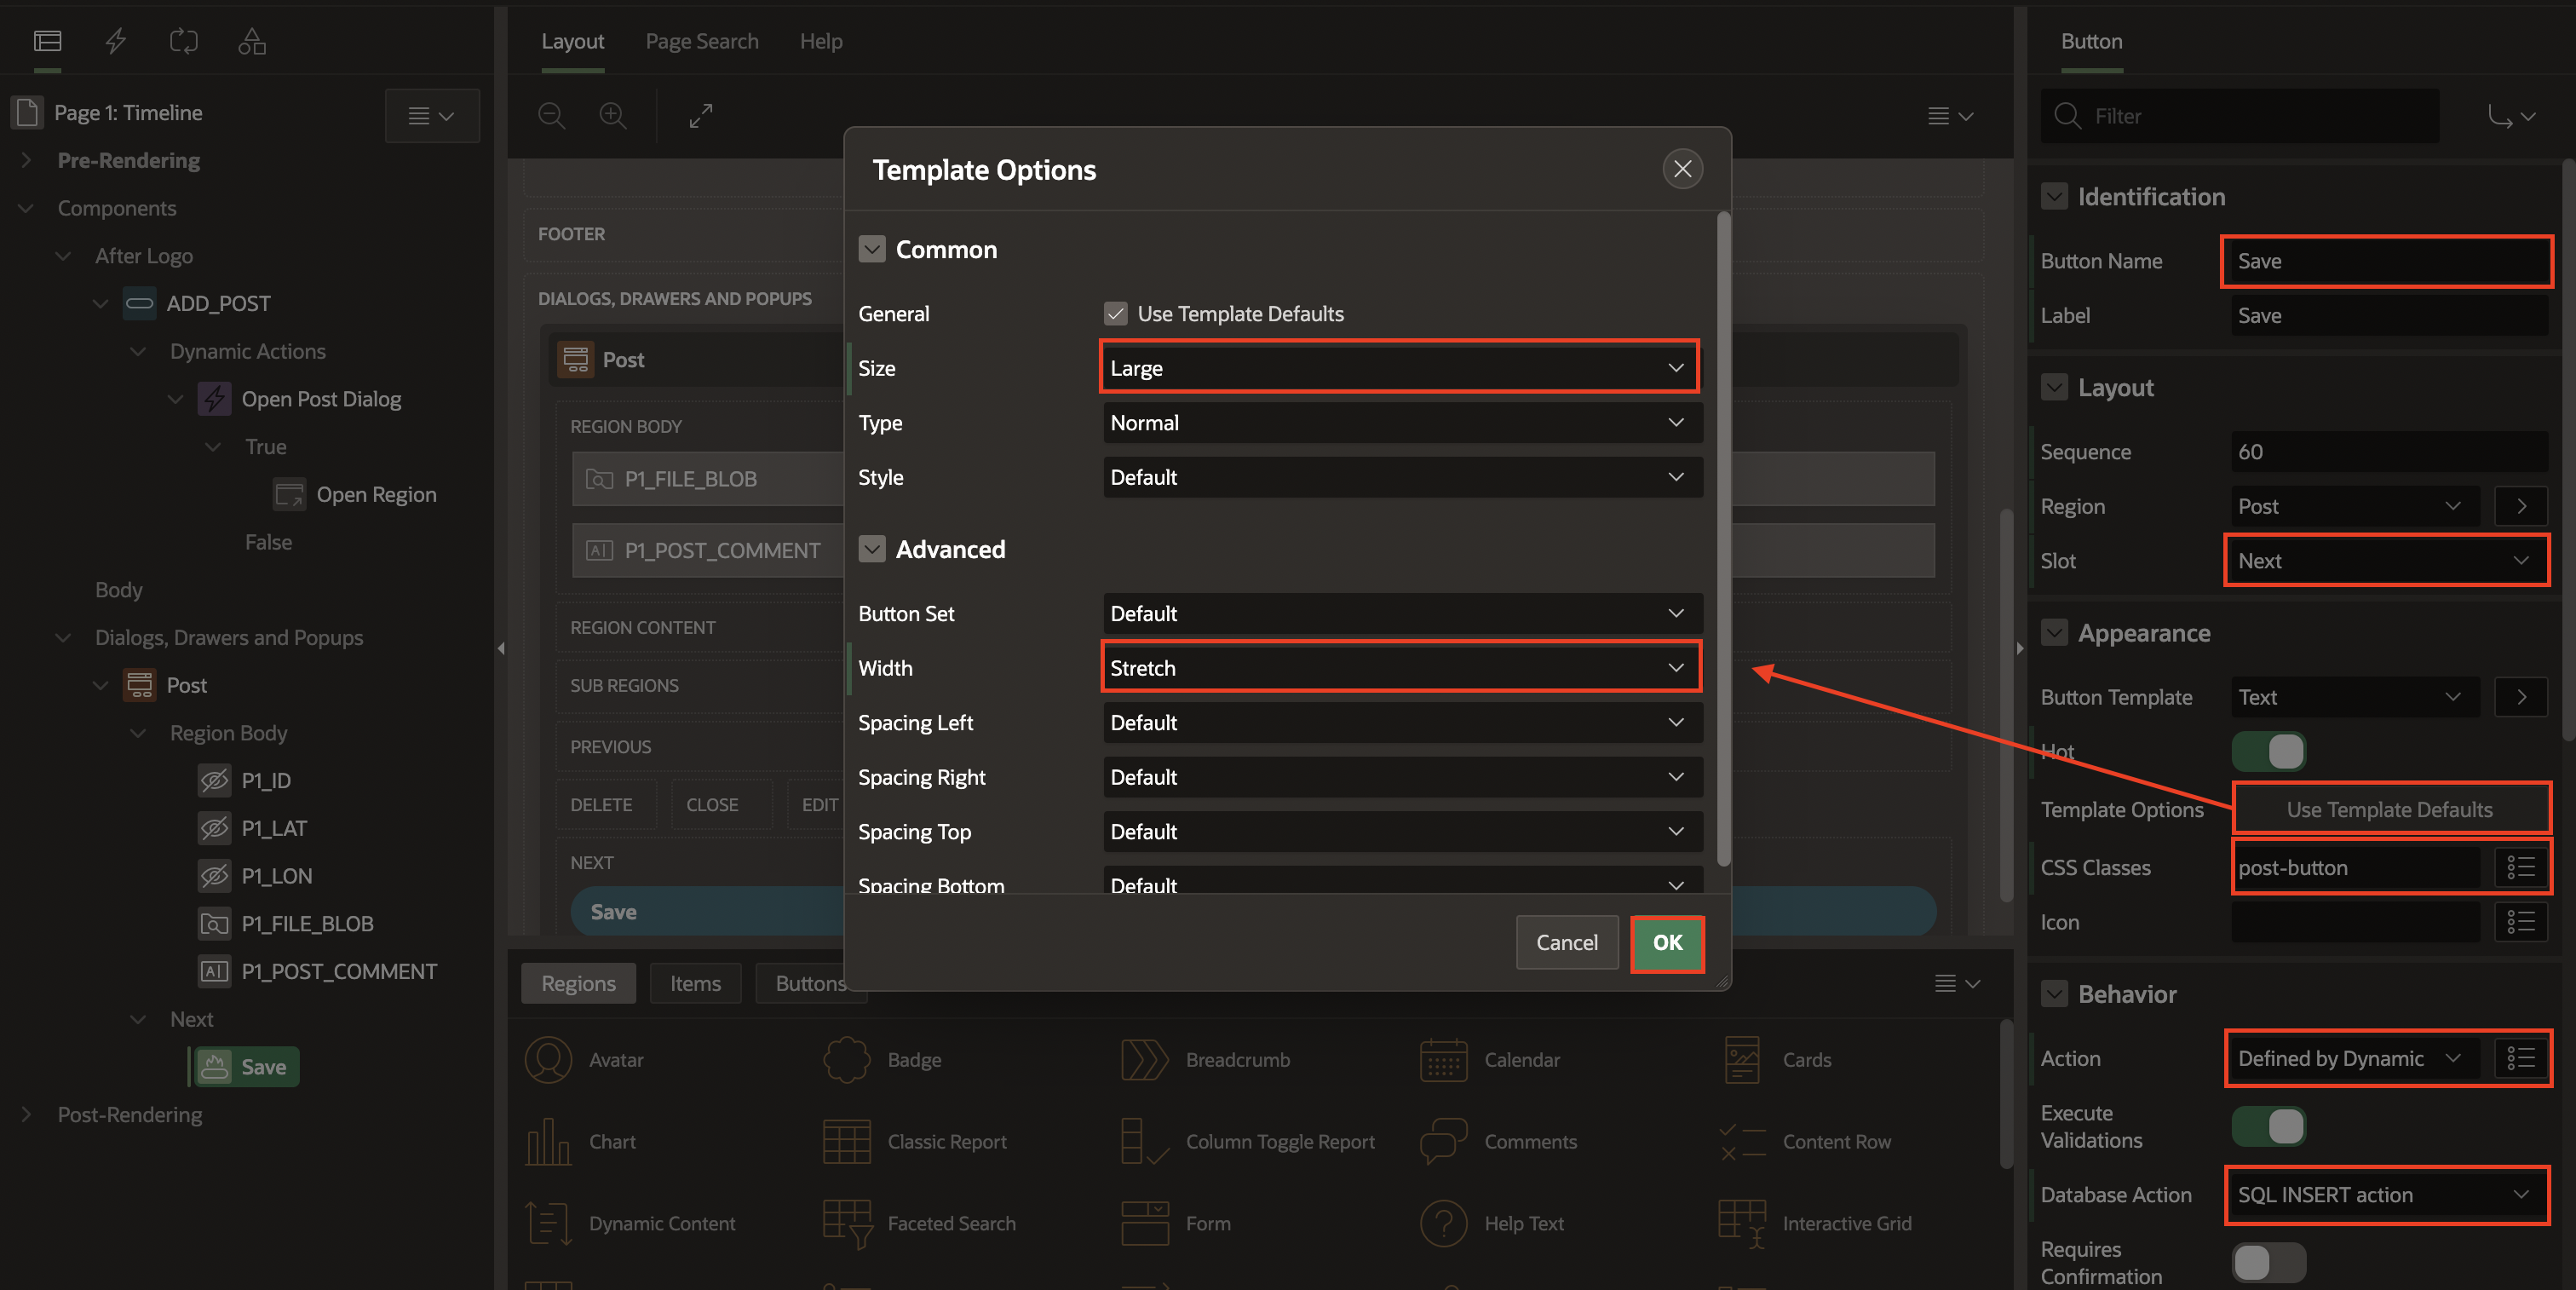 Page 1: Timeline
Pre-Rendering
Components
After Logo
ADD_POST
Dynamic Actions
Open Post Dialog
True
Open Region
False
Body
Dialogs, Drawers and Popups
Post
Region Body
P1_ID
P1_LAT
P1_LON
P1_FILE_BLOB
P1_POST_COMMENT
Next
Save
Post-Rendering
Layout
Page Search
Help
FOOTER
DIALOGS, DRAWERS AND POPUPS
Post
REGION BODY
P1_FILE_BLOB
P1_POST_COMMENT
REGION CONTENT
SUB REGIONS
PREVIOUS
DELETE
CLOSE
EDIT
NEXT
Save
Template Options
Common
General
Use Template Defaults
Size
Large
Type
Normal
Style
Default
Advanced
Button Set
Default
Width
Stretch
Spacing Left
Default
Spacing Right
Default
Spacing Top
Default
Spacing Bottom
Default
Cancel
OK
Regions
Items
Buttons
Avatar
Badge
Breadcrumb
Calendar
Cards
Chart
Classic Report
Column Toggle Report
Comments
Content Row
Dynamic Content
Faceted Search
Form
Help Text
Interactive Grid
Button
Filter
Identification
Button Name
Save
Label
Save
Layout
Sequence
60
Region
Post
Slot
Next
Appearance
Button Template
Text
Hot
Template Options
Use Template Defaults
CSS Classes
post-button
Icon
Behavior
Action
Defined by Dynamic
Execute
Validations
Database Action
SQL INSERT action
Requires
Confirmation